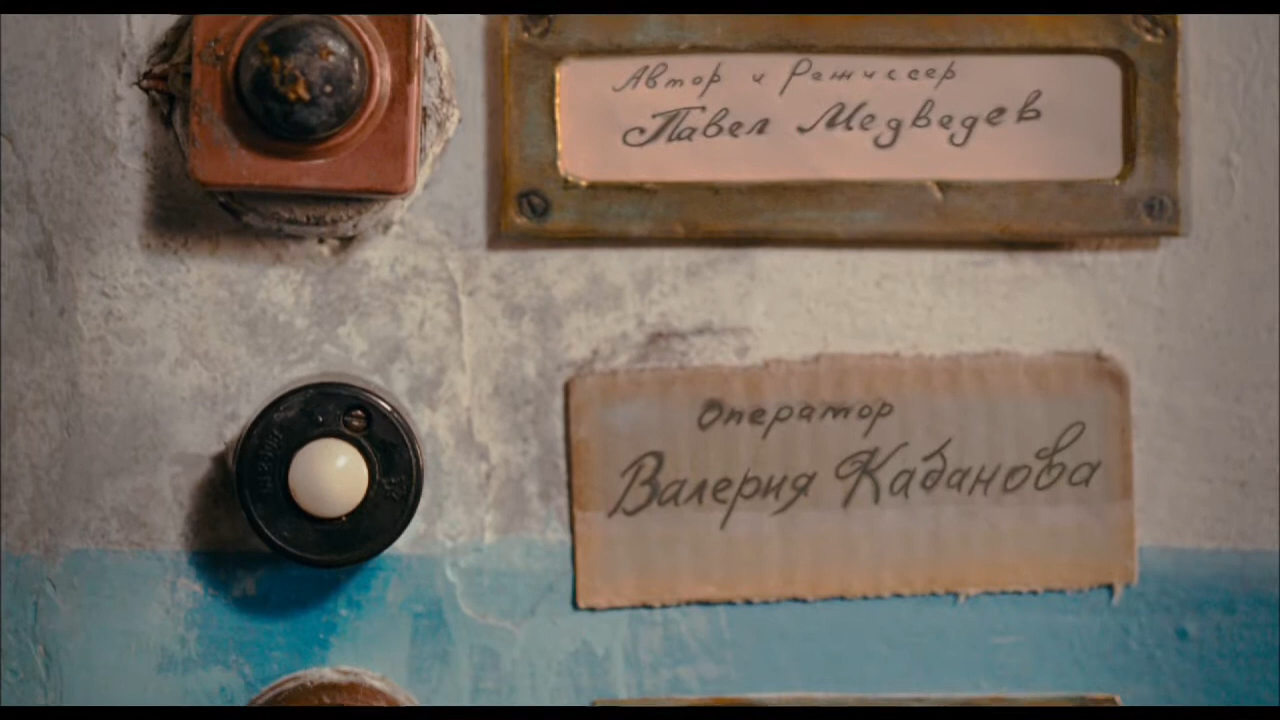 Автор и Режиссер
Павел Медведев
Оператор
Валерия Кабанова